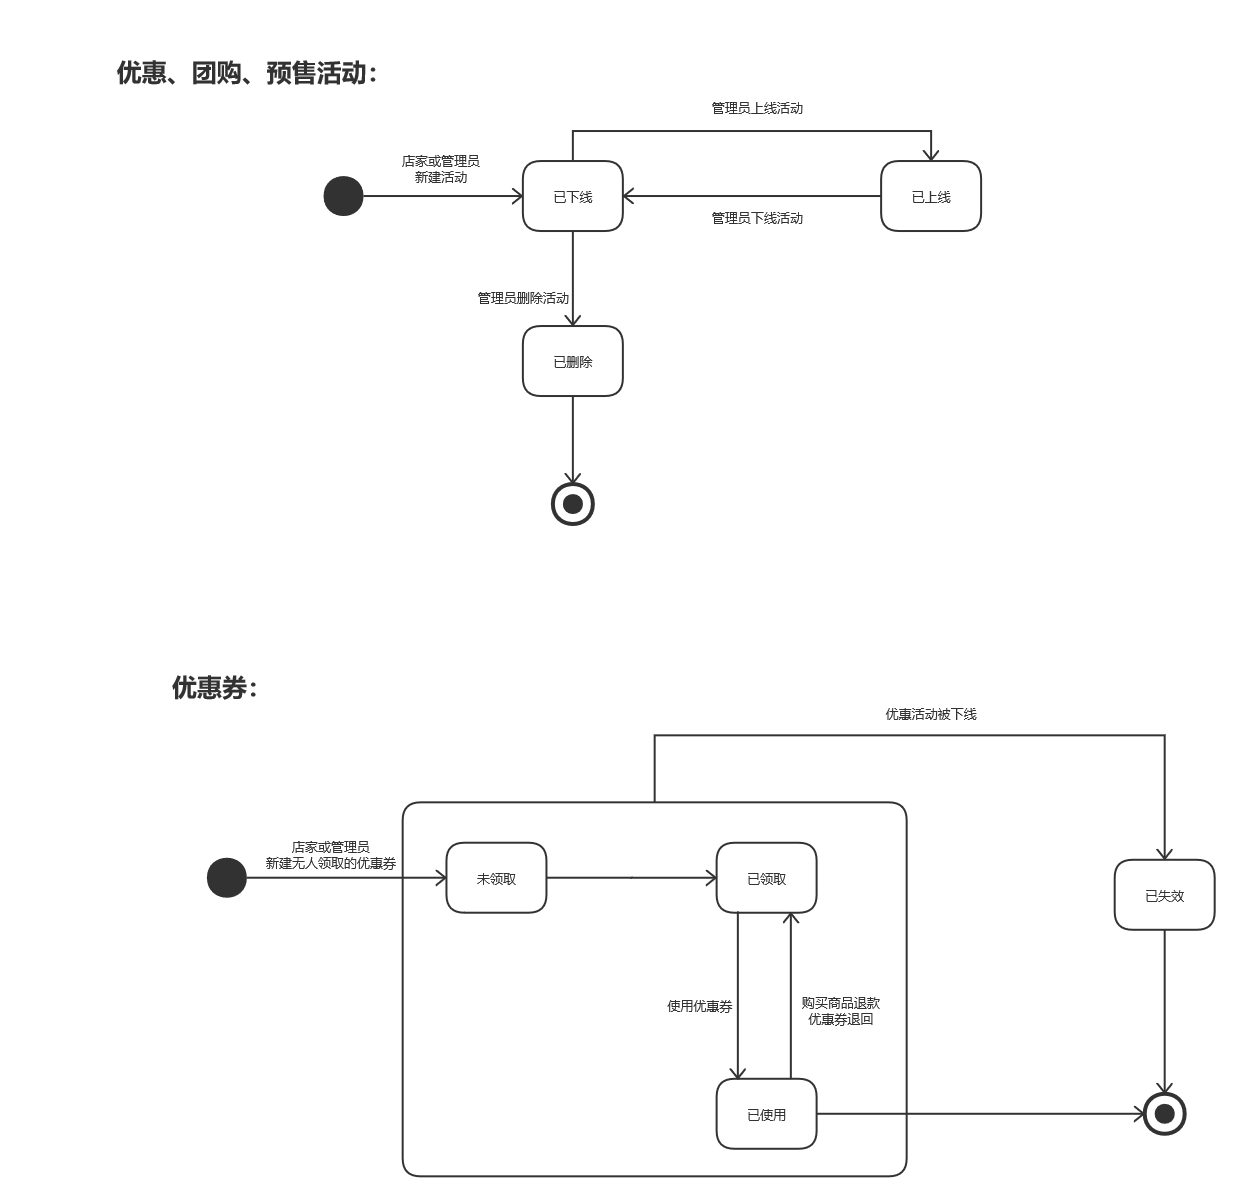 优惠、团购、预售活动：
管理员上线活动
店家或管理员
新建活动
已下线
已上线
管理员下线活动
管理员删除活动
已删除
优惠券：
优惠活动被下线
店家或管理员
新建无人领取的优惠券
未领取
已领取
已失效
使用优惠券
购买商品退款
优惠券退回
已使用